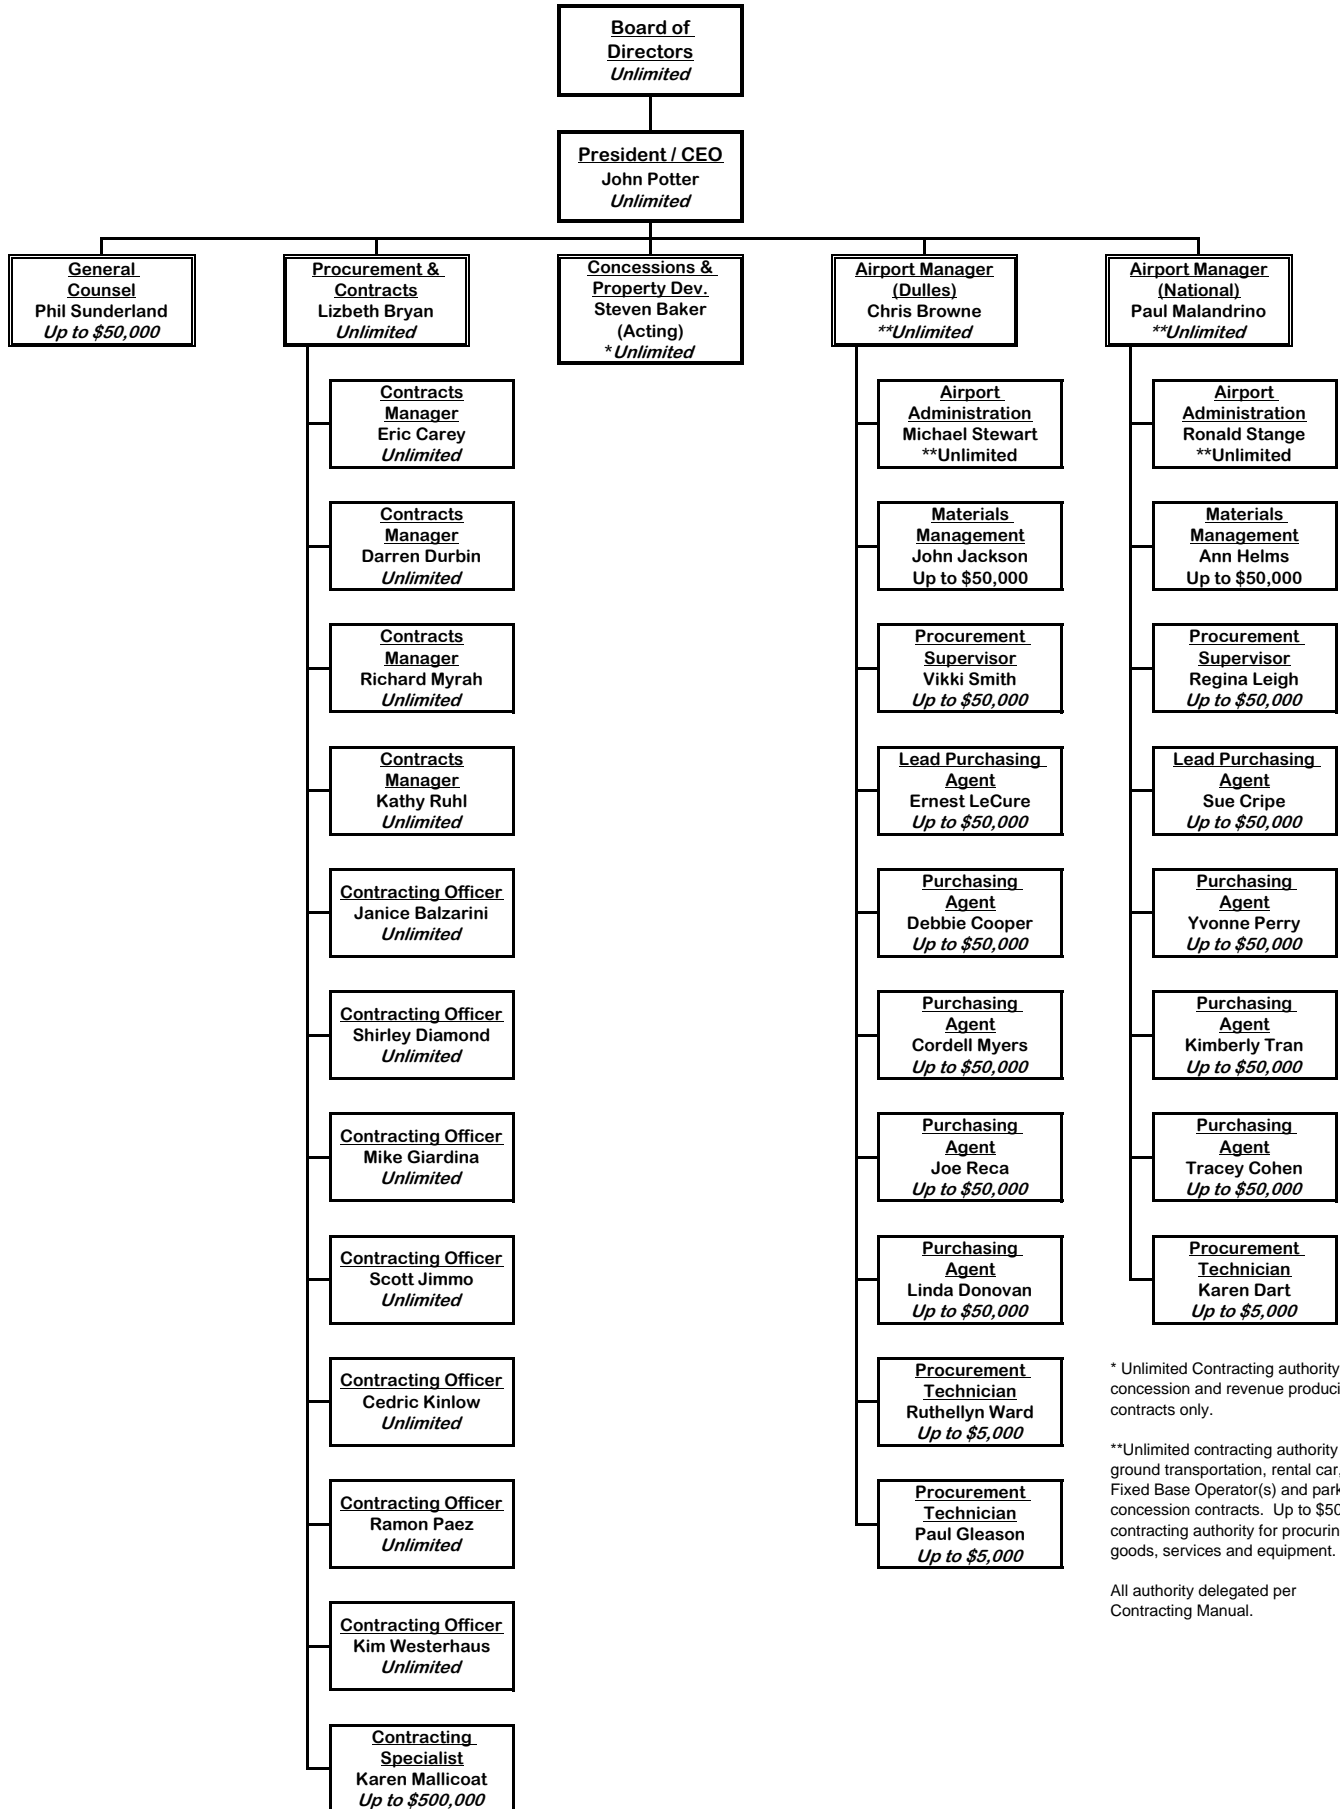 Board of
Directors
Unlimited
President / CEO
John Potter
Unlimited
General
Counsel
Phil Sunderland
Up to $50,000
Procurement &
Contracts
Lizbeth Bryan
Unlimited
Concessions &
Property Dev.
Steven Baker
(Acting)
*Unlimited
Airport Manager
(Dulles)
Chris Browne
**Unlimited
Airport Manager
(National)
Paul Malandrino
**Unlimited
Contracts
Manager
Eric Carey
Unlimited
Contracts
Manager
Darren Durbin
Unlimited
Contracts
Manager
Richard Myrah
Unlimited
Contracts
Manager
Kathy Ruhl
Unlimited
Contracting Officer
Janice Balzarini
Unlimited
Contracting Officer
Shirley Diamond
Unlimited
Contracting Officer
Mike Giardina
Unlimited
Contracting Officer
Scott Jimmo
Unlimited
Contracting Officer
Cedric Kinlow
Unlimited
Contracting Officer
Ramon Paez
Unlimited
Contracting Officer
Kim Westerhaus
Unlimited
Contracting
Specialist
Karen Mallicoat
Up to $500,000
Airport
Administration
Michael Stewart
**Unlimited
Materials
Management
John Jackson
Up to $50,000
Procurement
Supervisor
Vikki Smith
Up to $50,000
Lead Purchasing
Agent
Ernest LeCure
Up to $50,000
Purchasing
Agent
Debbie Cooper
Up to $50,000
Purchasing
Agent
Cordell Myers
Up to $50,000
Purchasing
Agent
Joe Reca
Up to $50,000
Purchasing
Agent
Linda Donovan
Up to $50,000
Procurement
Technician
Ruthellyn Ward
Up to $5,000
Procurement
Technician
Paul Gleason
Up to $5,000
Airport
Administration
Ronald Stange
**Unlimited
Materials
Management
Ann Helms
Up to $50,000
Procurement
Supervisor
Regina Leigh
Up to $50,000
Lead Purchasing
Agent
Sue Cripe
Up to $50,000
Purchasing
Agent
Yvonne Perry
Up to $50,000
Purchasing
Agent
Kimberly Tran
Up to $50,000
Purchasing
Agent
Tracey Cohen
Up to $50,000
Procurement
Technician
Karen Dart
Up to $5,000
* Unlimited Contracting authority
concession and revenue
contracts only.
**Unlimited contracting authority
ground transportation, rental car,
Fixed Base Operator(s) and
concession contracts. Up to
contracting authority for
goods, services and equipment.
All authority delegated per
Contracting Manual.